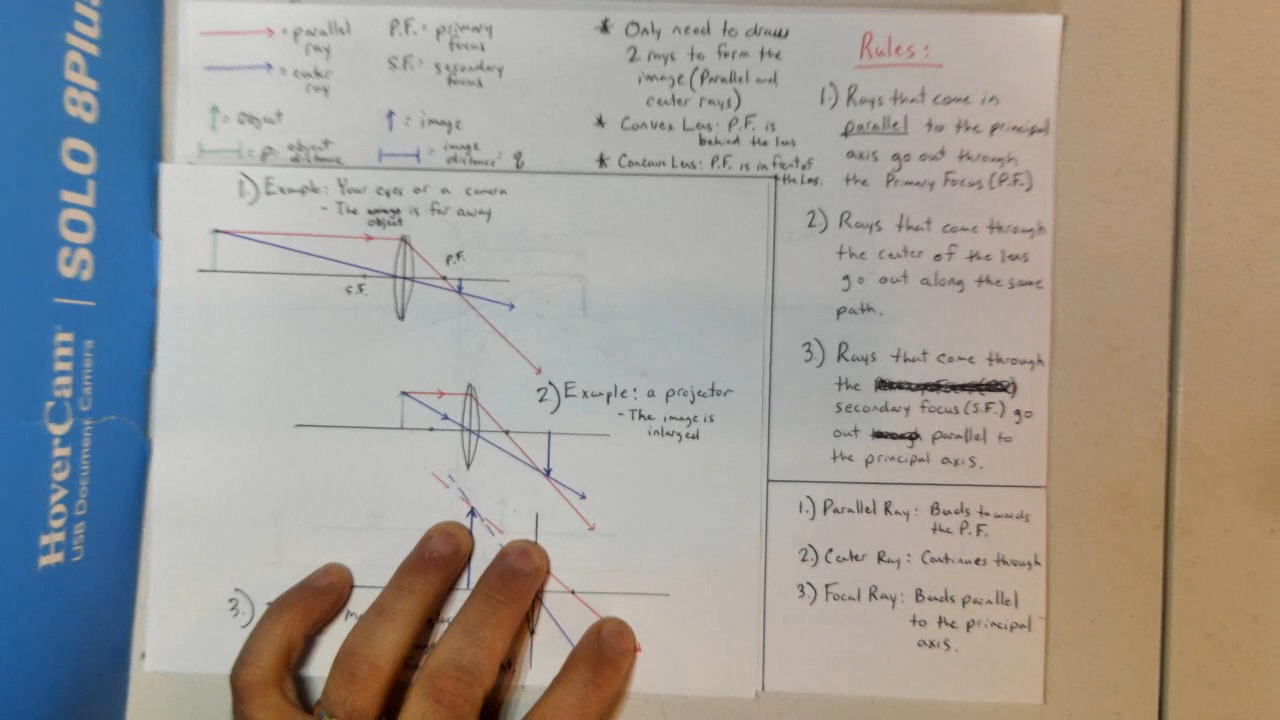 HoverCam | SOLO 8Plus
USB Document Camera
= parallel
ray
= center
ray
= object
= p = object
distance
P.F. = primary
focus
S.F. = secondary
focus
= image
= image
distance = q
* Only need to draw
2 rays to form the
image (Parallel and
center rays)
* Convex Lens: P.F. is
behind the lens
* Concave Lens: P.F. is in front of
the lens.
Rules:
1.) Rays that come in
parallel to the principal
axis go out through
the Primary Focus (P.F.)
2) Rays that come through
the center of the lens
go out along the same
path.
3.) Rays that come through
the
secondary focus (S.F.) go
out parallel to
the principal axis.
1.) Parallel Ray: Bends towards
the P.F.
2.) Center Ray: Continues through
3.) Focal Ray: Bends parallel
to the principal
axis.
1.) Example: Your eyes or a camera
- The is far away
object
P.F.
S.F.
2) Example: a projector
- The image is
inlarged
3.)